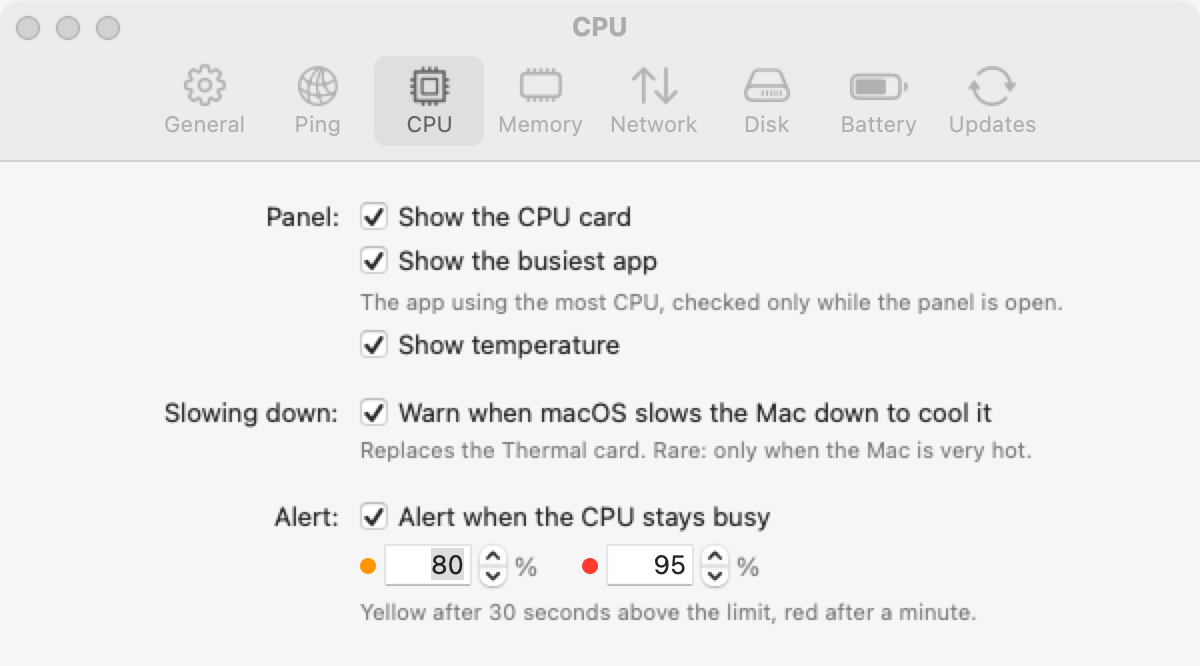 CPU
General Ping CPU Memory Network Disk Battery Updates
Panel: Show the CPU card
Show the busiest app
The app using the most CPU, checked only while the panel is open.
Show temperature
Slowing down: Warn when macOS slows the Mac down to cool it
Replaces the Thermal card. Rare: only when the Mac is very hot.
Alert: Alert when the CPU stays busy
80 % 95 %
Yellow after 30 seconds above the limit, red after a minute.